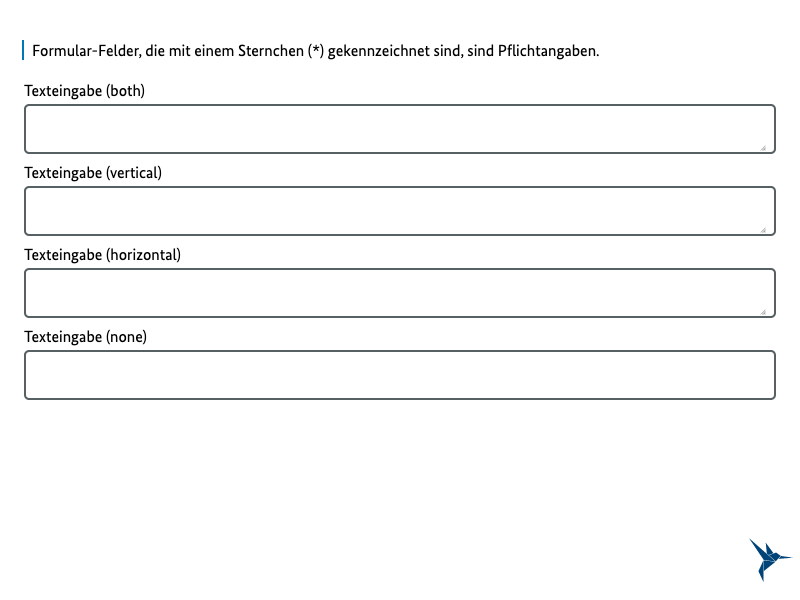 Formular-Felder, die mit einem Sternchen (*) gekennzeichnet sind, sind Pflichtangaben.
Texteingabe (both)
Texteingabe (vertical)
Texteingabe (horizontal)
Texteingabe (none)